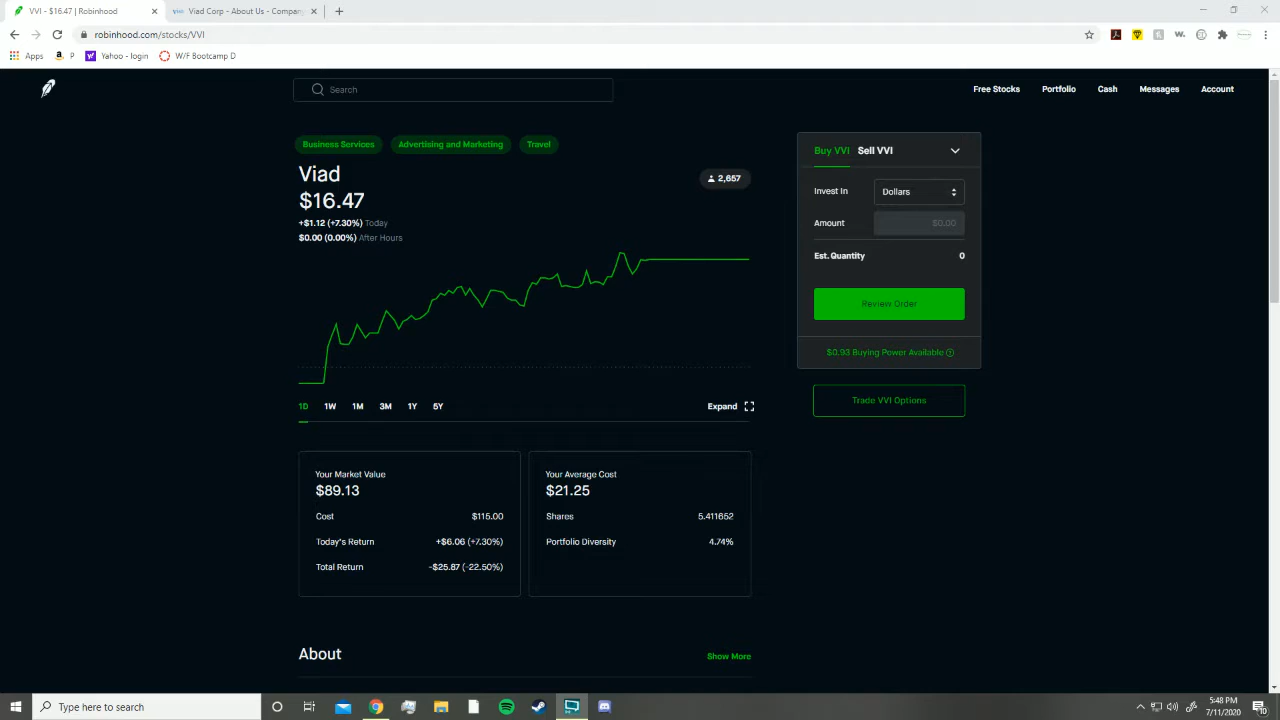 VVI - $16.47 | Robinhood
Viad Corp - About Us - Company
robinhood.com/stocks/VVI
Apps
P
Yahoo - login
W/F Bootcamp D
Search
Free Stocks
Portfolio
Cash
Messages
Account
Business Services
Advertising and Marketing
Travel
Viad
2,657
$16.47
+$1.12 (+7.30%) Today
$0.00 (0.00%) After Hours
Buy VVI
Sell VVI
Invest In
Dollars
Amount
$0.00
Est. Quantity
0
Review Order
$0.93 Buying Power Available
Trade VVI Options
1D
1W
1M
3M
1Y
5Y
Expand
Your Market Value
$89.13
Cost
$115.00
Today's Return
+$6.06 (+7.30%)
Total Return
-$25.87 (-22.50%)
Your Average Cost
$21.25
Shares
5.411652
Portfolio Diversity
4.74%
About
Show More
Type here to search
5:48 PM
7/11/2020